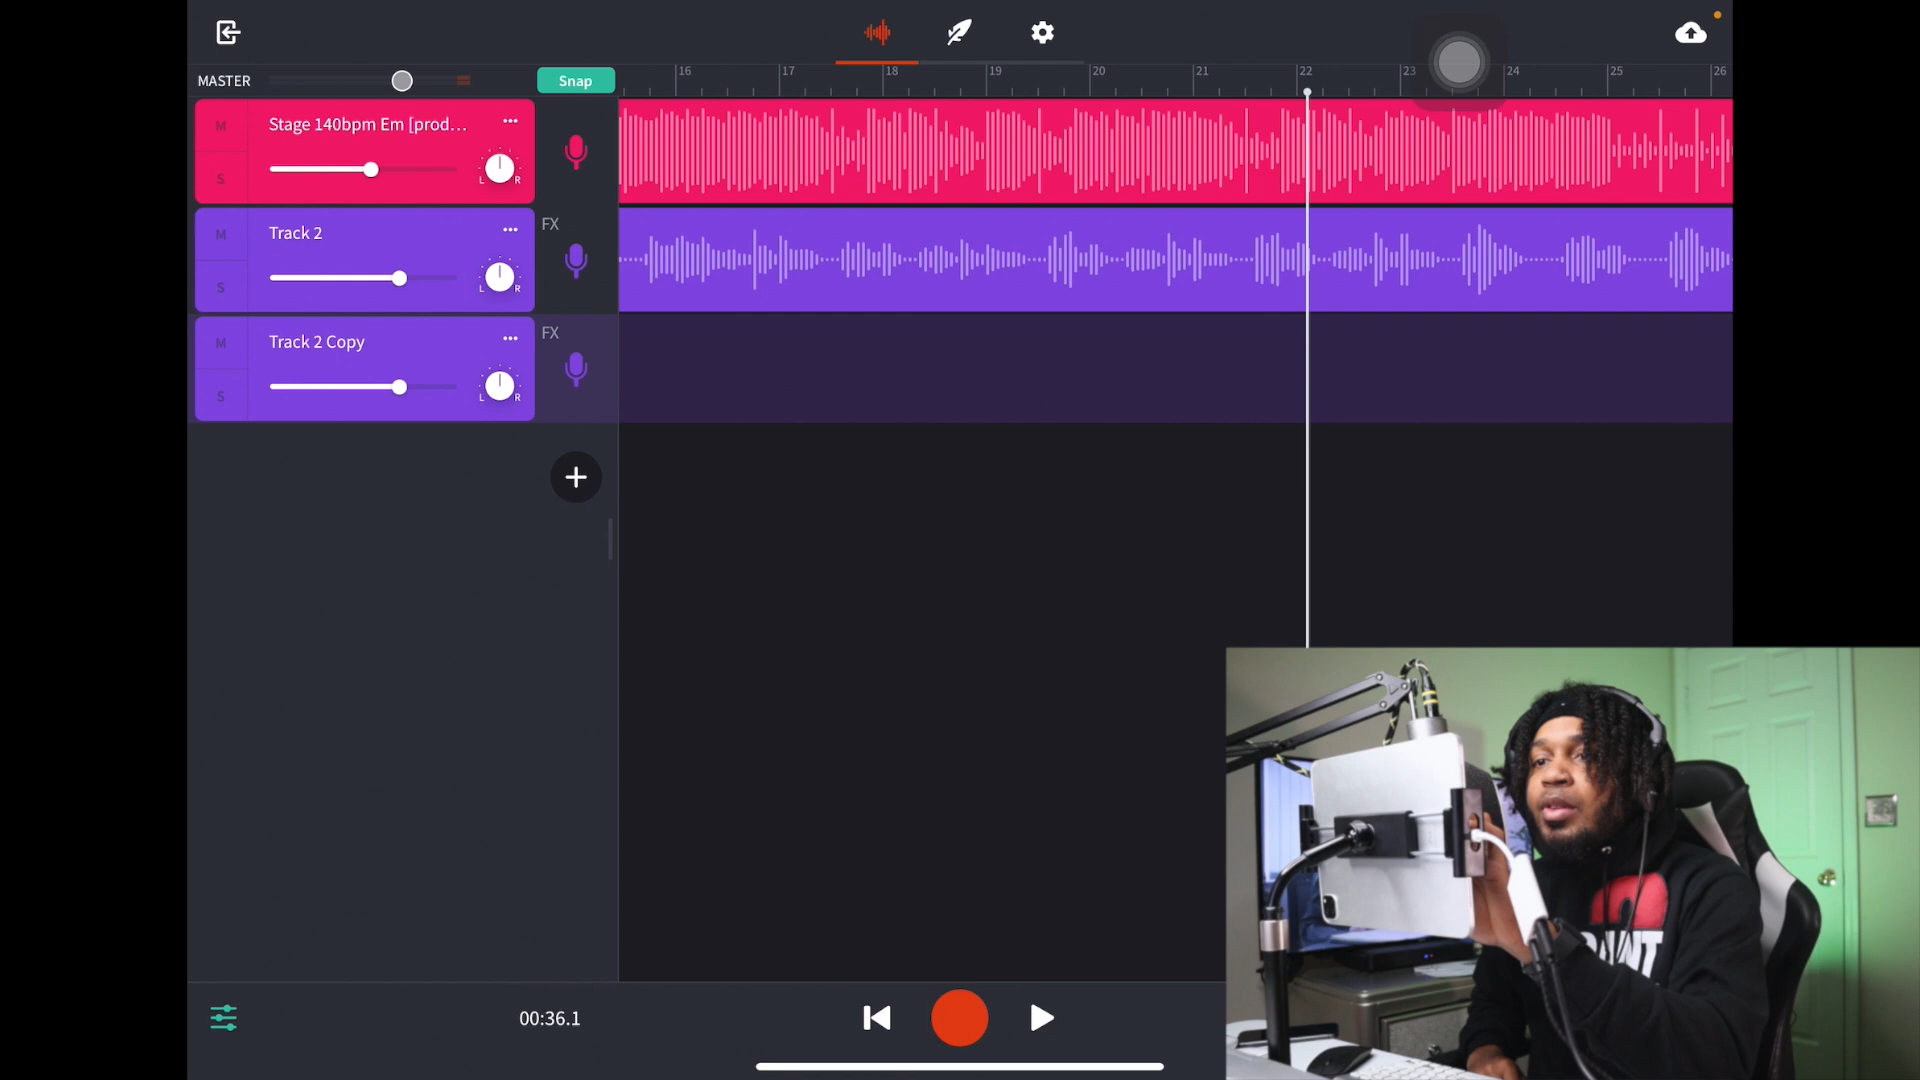 MASTER
Snap
16 17 18 19 20 21 22 23 24 25 26
M
Stage 140bpm Em [prod...
S
L R
M
Track 2
FX
S
L R
M
Track 2 Copy
FX
S
L R
00:36.1